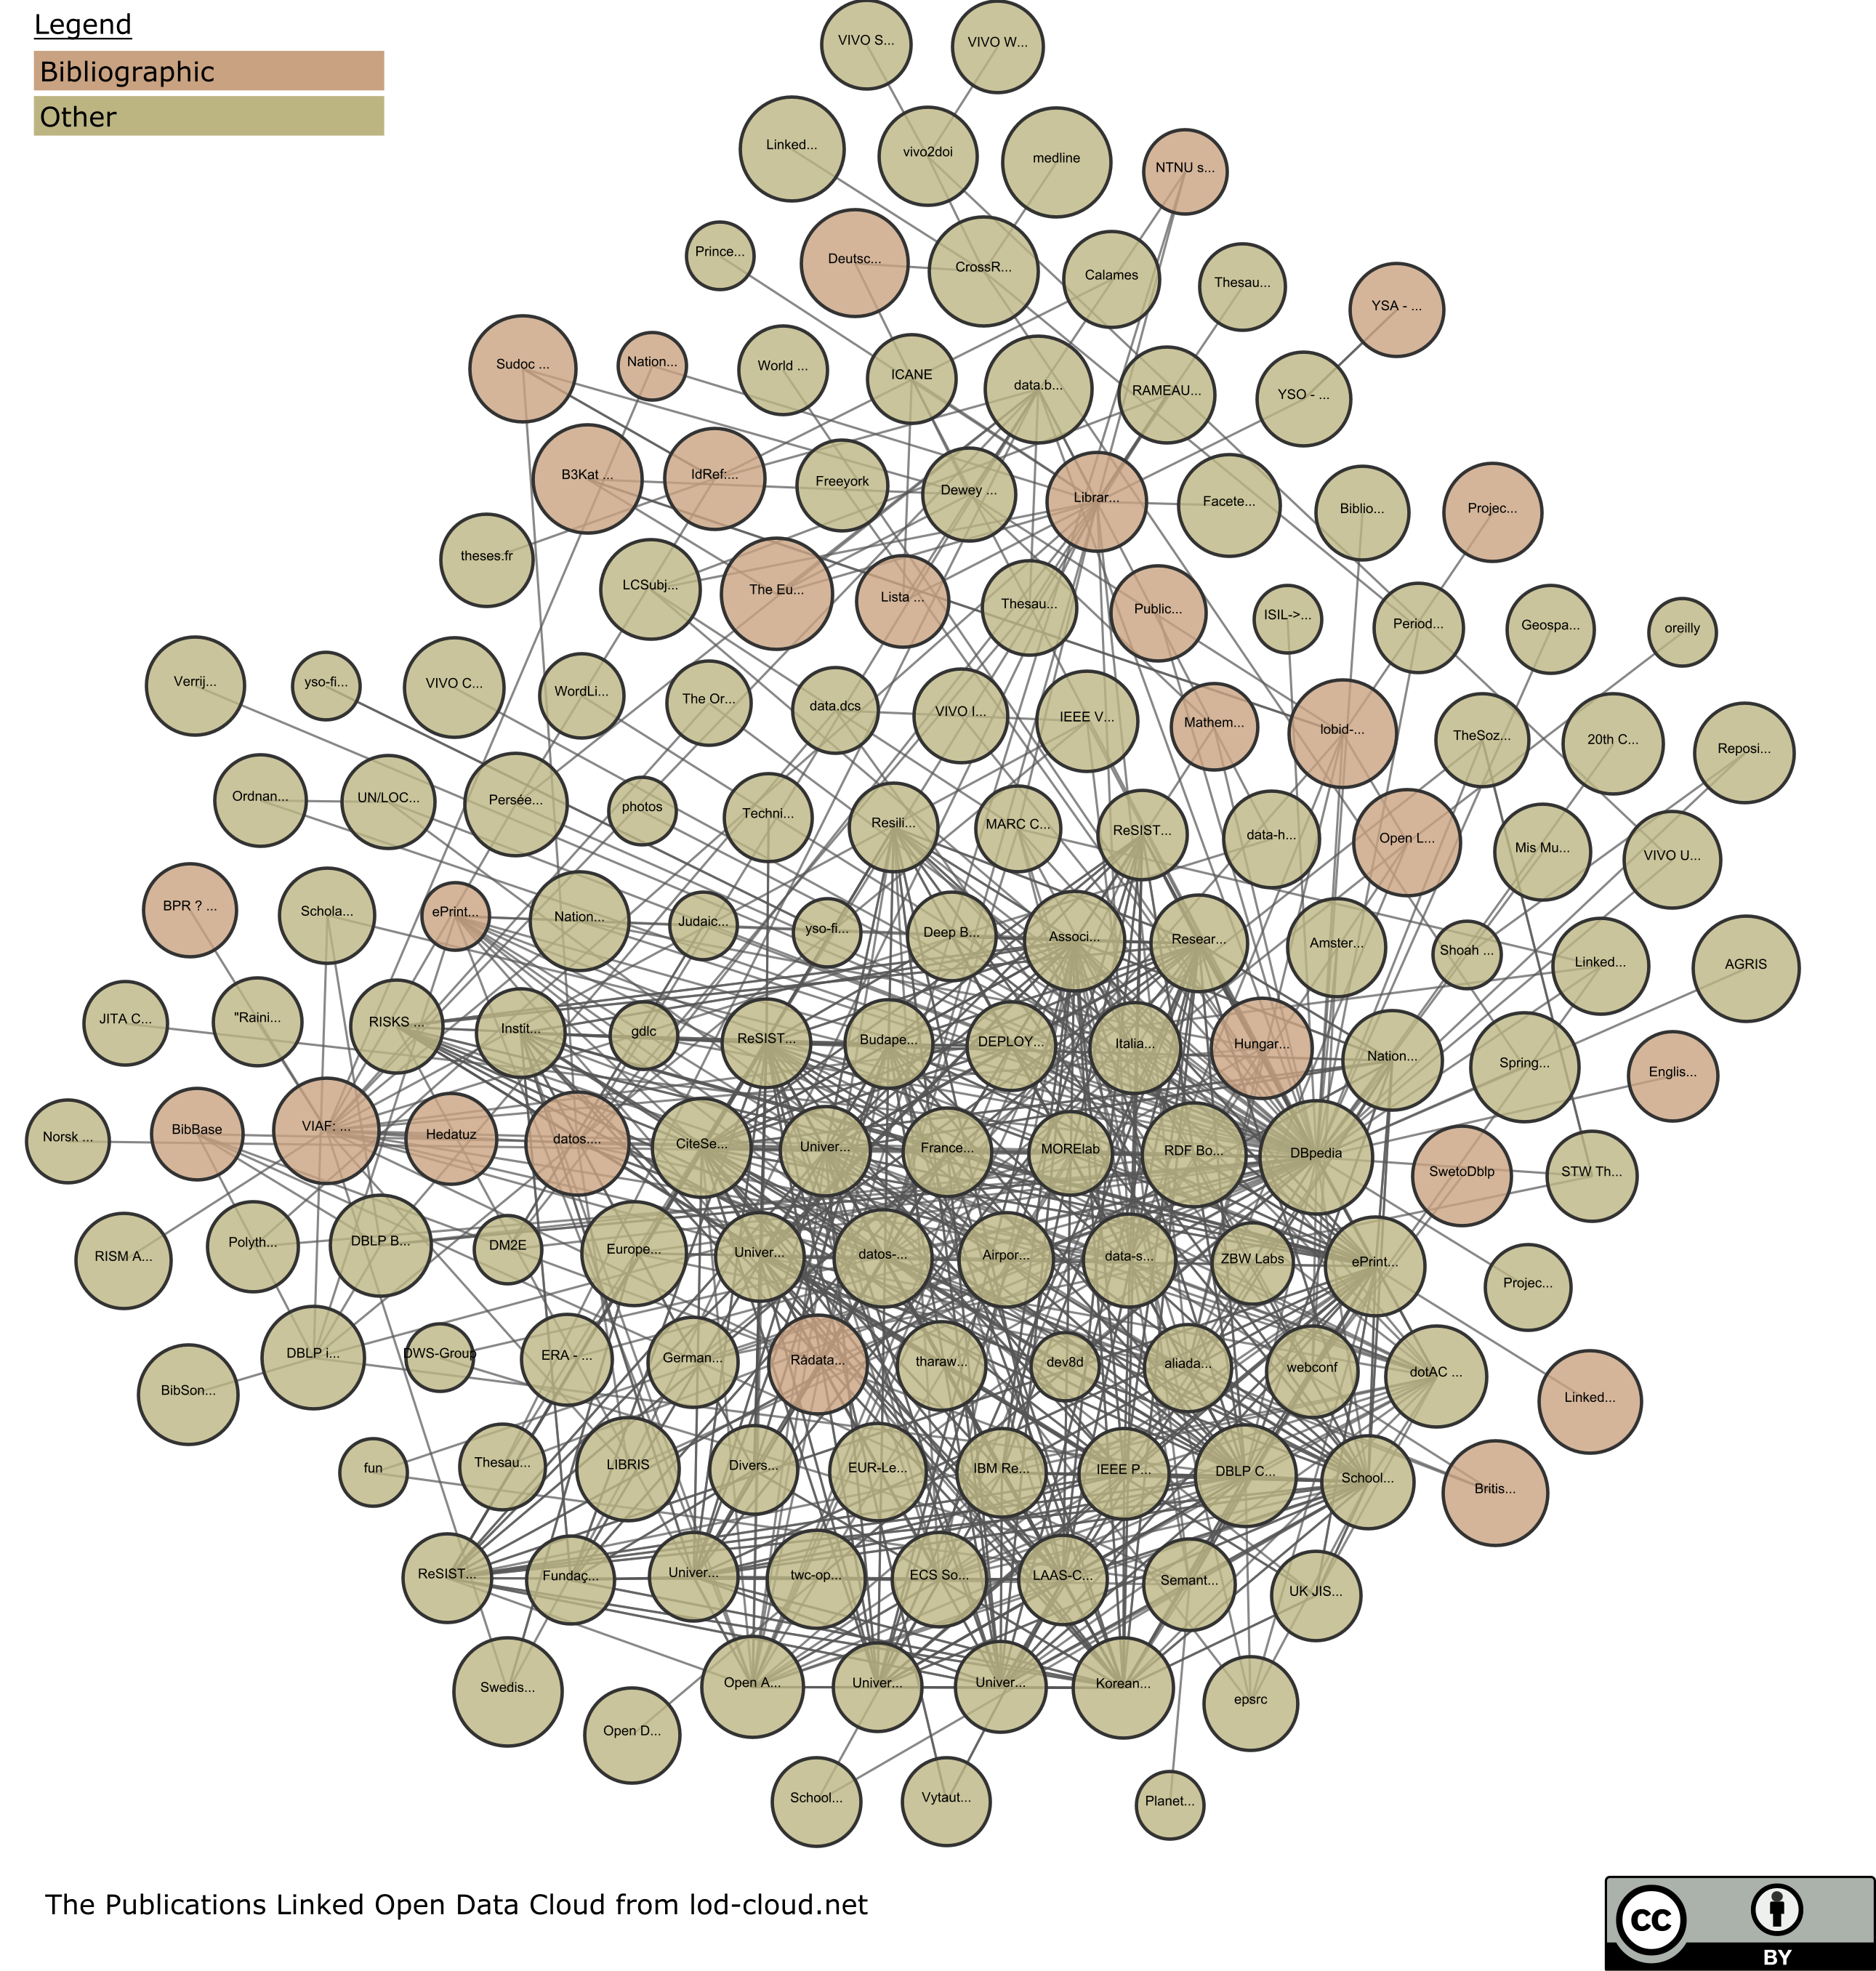 Legend
Bibliographic
Other
VIVO S...
VIVO W...
Linked...
vivo2doi
medline
NTNU s...
Prince...
Deutsc...
CrossR...
Calames
Thesau...
YSA - ...
Sudoc ...
Nation...
World ...
ICANE
data.b...
RAMEAU...
YSO - ...
B3Kat ...
IdRef:...
Freeyork
Dewey ...
Librar...
Facete...
Biblio...
Projec...
theses.fr
LCSubj...
The Eu...
Lista ...
Thesau...
Public...
ISIL->...
Period...
Geospa...
oreilly
Verrij...
yso-fi...
VIVO C...
WordLi...
The Or...
data.dcs
VIVO I...
IEEE V...
Mathem...
lobid-...
TheSoz...
20th C...
Reposi...
Ordnan...
UN/LOC...
Persée...
photos
Techni...
Resili...
MARC C...
ReSIST...
data-h...
Open L...
Mis Mu...
VIVO U...
BPR ? ...
Schola...
ePrint...
Nation...
Judaic...
yso-fi...
Deep B...
Associ...
Resear...
Amster...
Shoah ...
Linked...
AGRIS
JITA C...
"Raini...
RISKS ...
Instit...
gdlc
ReSIST...
Budape...
DEPLOY...
Italia...
Hungar...
Nation...
Spring...
Englis...
Norsk ...
BibBase
VIAF: ...
Hedatuz
datos....
CiteSe...
Univer...
France...
MORElab
RDF Bo...
DBpedia
SwetoDblp
STW Th...
RISM A...
Polyth...
DBLP B...
DM2E
Europe...
Univer...
datos-...
Airpor...
data-s...
ZBW Labs
ePrint...
Projec...
BibSon...
DBLP i...
DWS-Group
ERA - ...
German...
Rádata...
tharaw...
dev8d
aliada...
webconf
dotAC ...
Linked...
fun
Thesau...
LIBRIS
Divers...
EUR-Le...
IBM Re...
IEEE P...
DBLP C...
School...
Britis...
ReSIST...
Fundaç...
Univer...
twc-op...
ECS So...
LAAS-C...
Semant...
UK JIS...
Swedis...
Open D...
Open A...
Univer...
Univer...
Korean...
epsrc
School...
Vytaut...
Planet...
The Publications Linked Open Data Cloud from lod-cloud.net
cc
BY